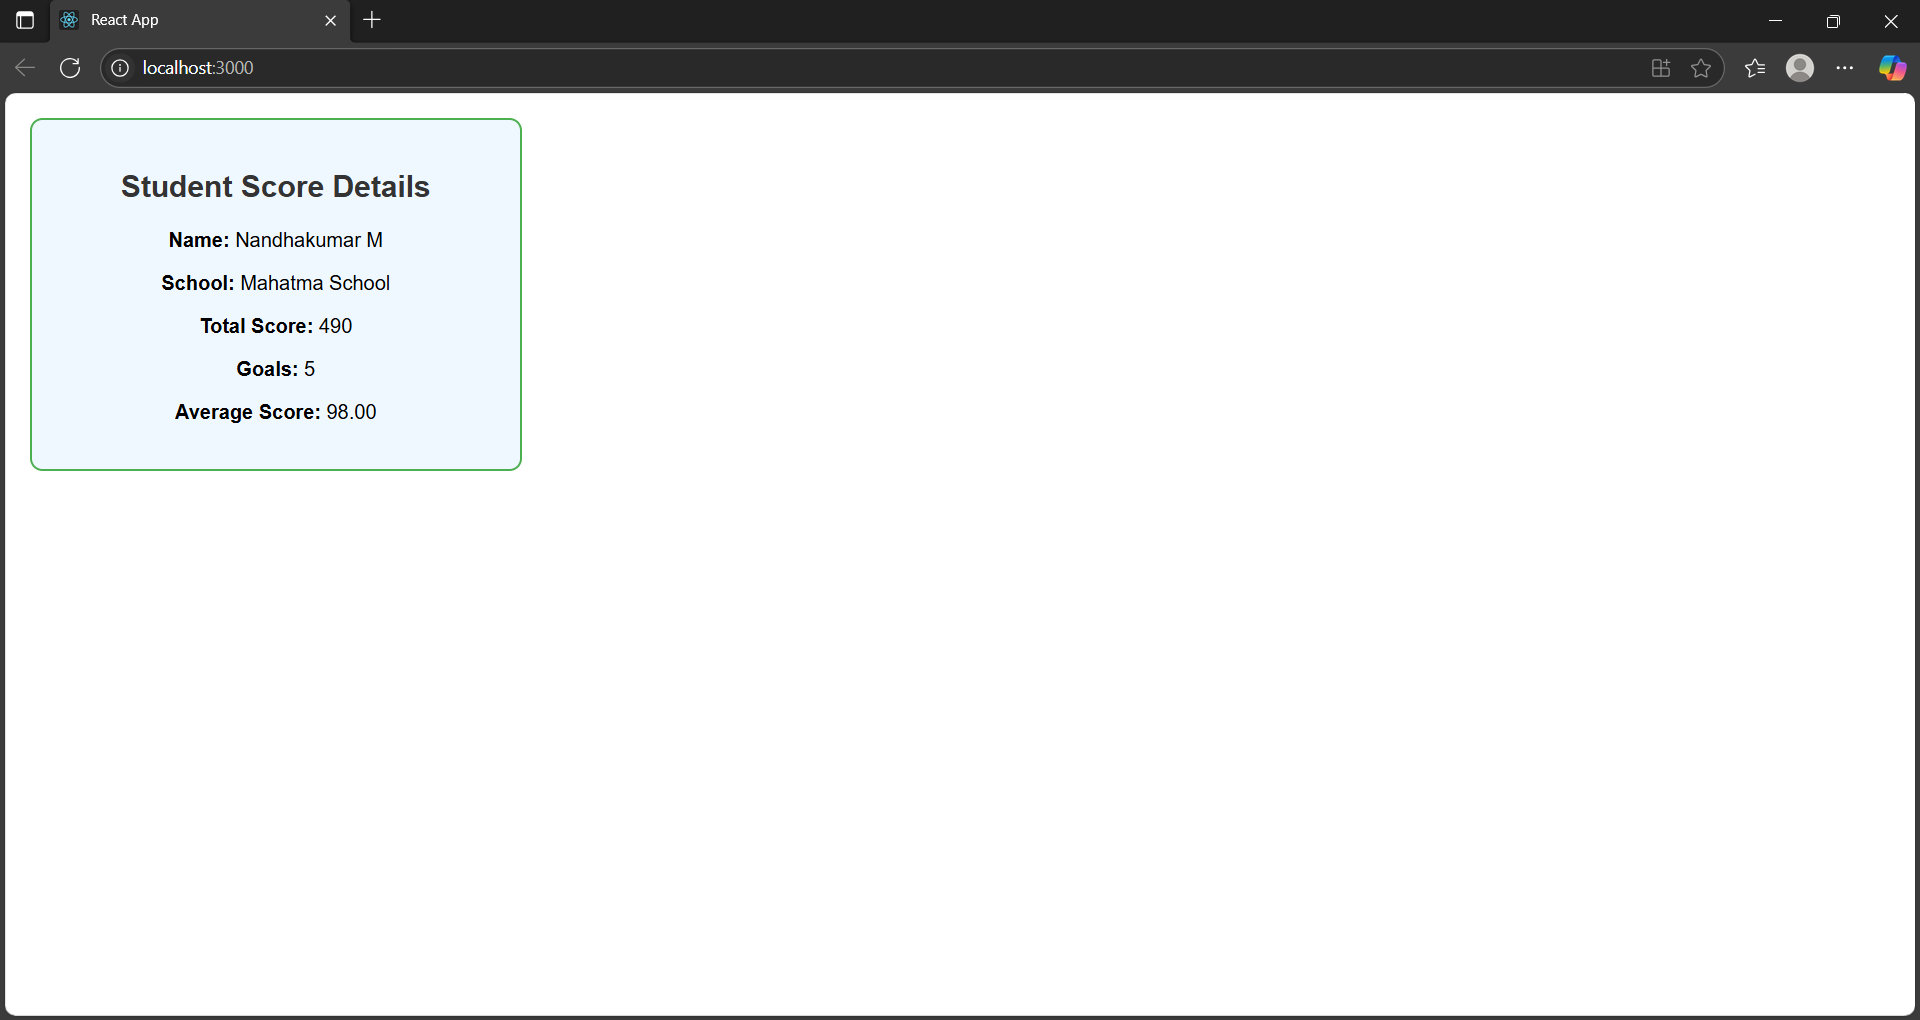 React App
localhost:3000
Student Score Details
Name: Nandhakumar M
School: Mahatma School
Total Score: 490
Goals: 5
Average Score: 98.00